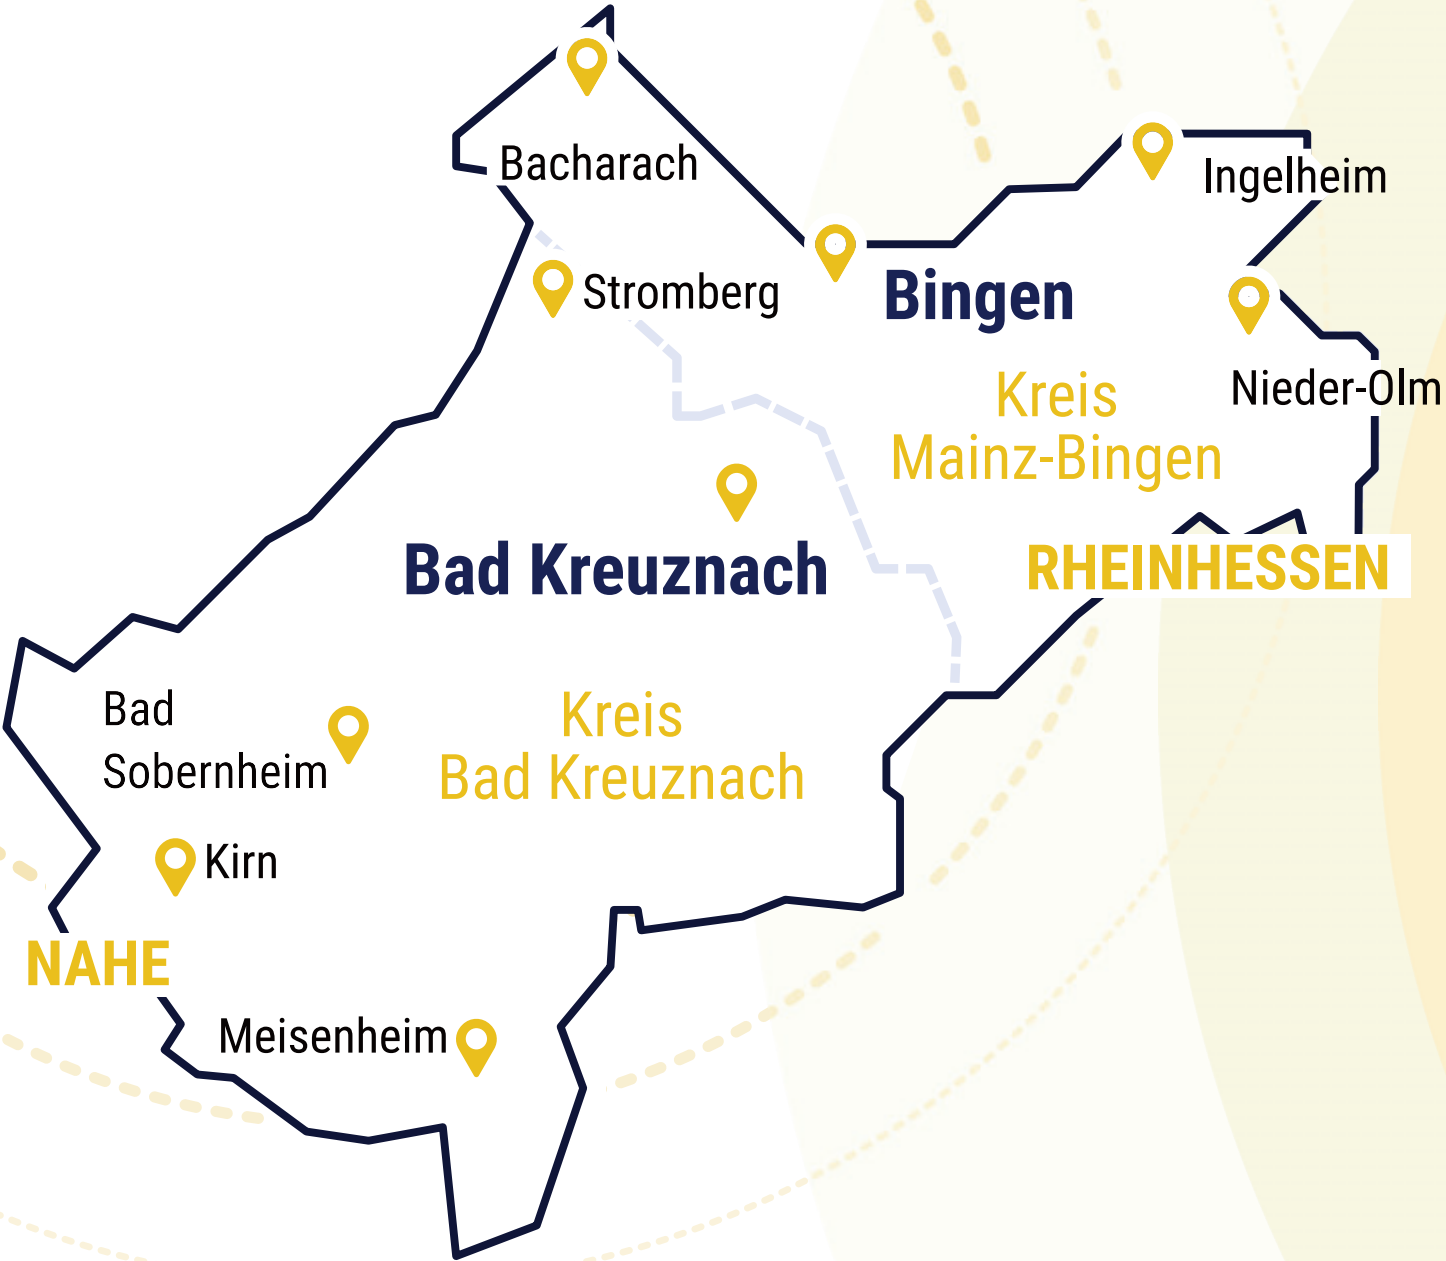 Bacharach
Ingelheim
Stromberg
Bingen
Nieder-Olm
Kreis
Mainz-Bingen
Bad Kreuznach
RHEINHESSEN
Bad
Sobernheim
Kreis
Bad Kreuznach
Kirn
NAHE
Meisenheim